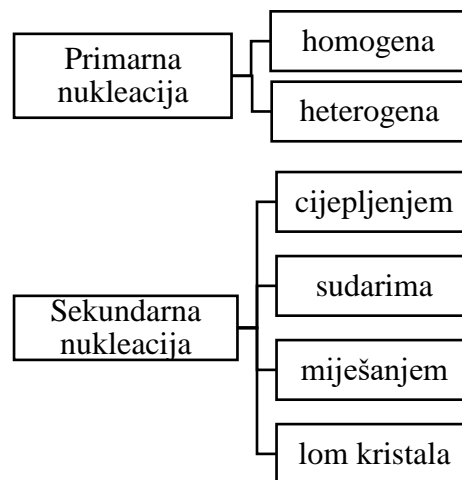 Primarna
nukleacija
homogena
heterogena
Sekundarna
nukleacija
cijepljenjem
sudarima
miješanjem
lom kristala